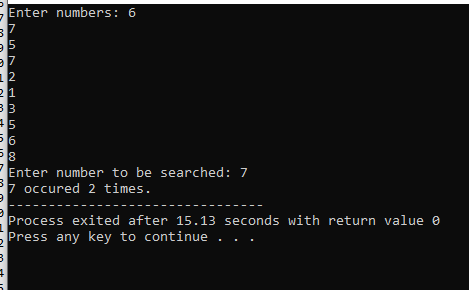 Enter numbers: 6
7
5
7
2
1
3
5
6
8
Enter number to be searched: 7
7 occured 2 times.
--------------------------------
Process exited after 15.13 seconds with return value 0
Press any key to continue . . .